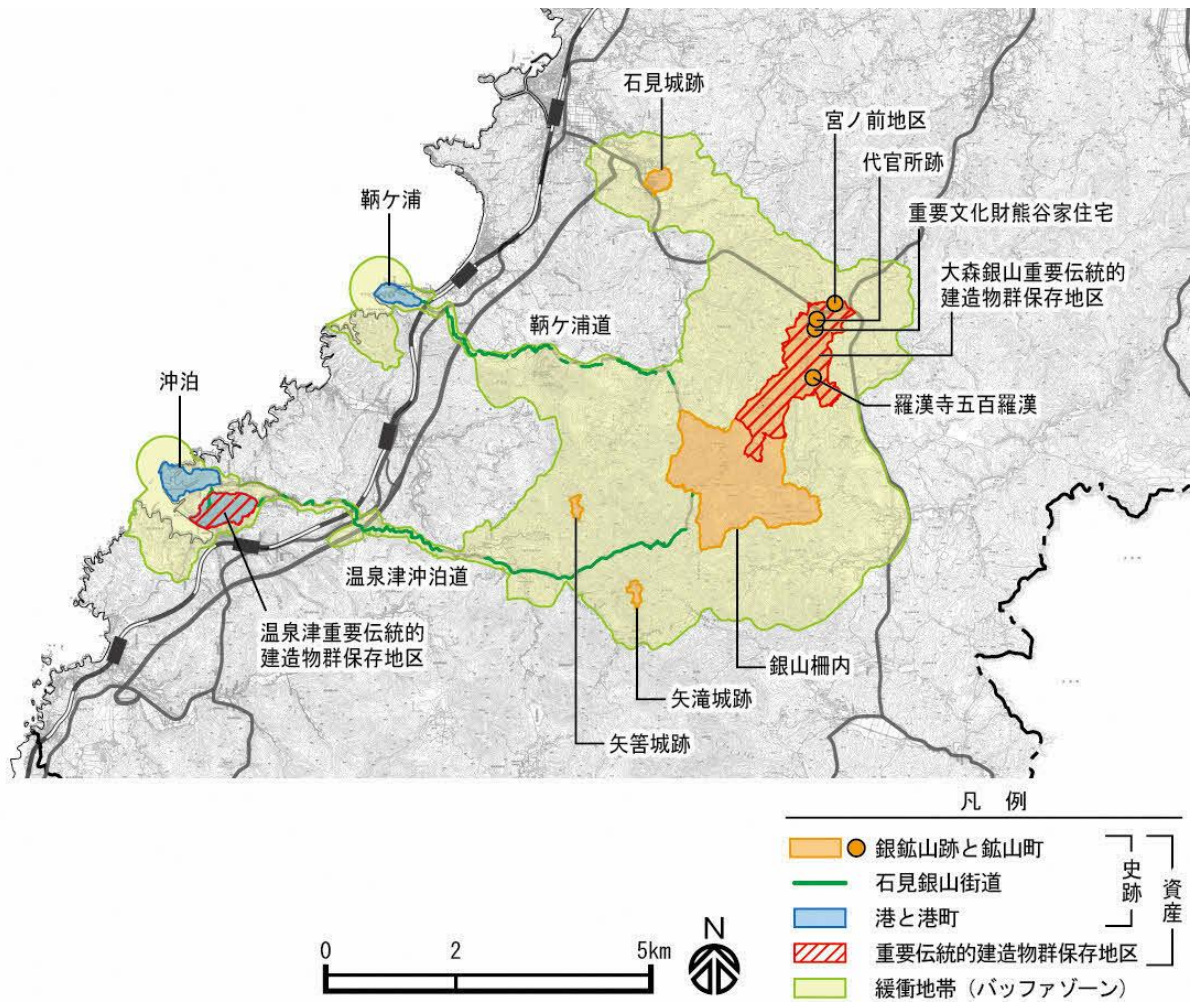 石見城跡
宮ノ前地区
代官所跡
鞆ケ浦
重要文化財熊谷家住宅
大森銀山重要伝統的
建造物群保存地区
鞆ケ浦道
沖泊
羅漢寺五百羅漢
温泉津沖泊道
温泉津重要伝統的
建造物群保存地区
銀山柵内
矢滝城跡
矢筈城跡
凡 例
銀鉱山跡と鉱山町
石見銀山街道
港と港町
史跡
資産
重要伝統的建造物群保存地区
緩衝地帯（バッファゾーン）
0 2 5km
N